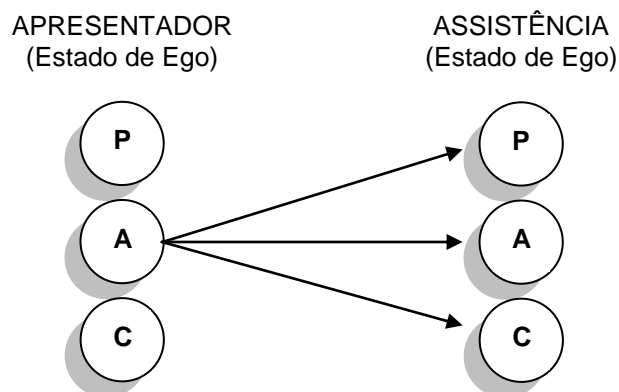 APRESENTADOR ASSISTÊNCIA
(Estado de Ego) (Estado de Ego)
P P
A A
C C